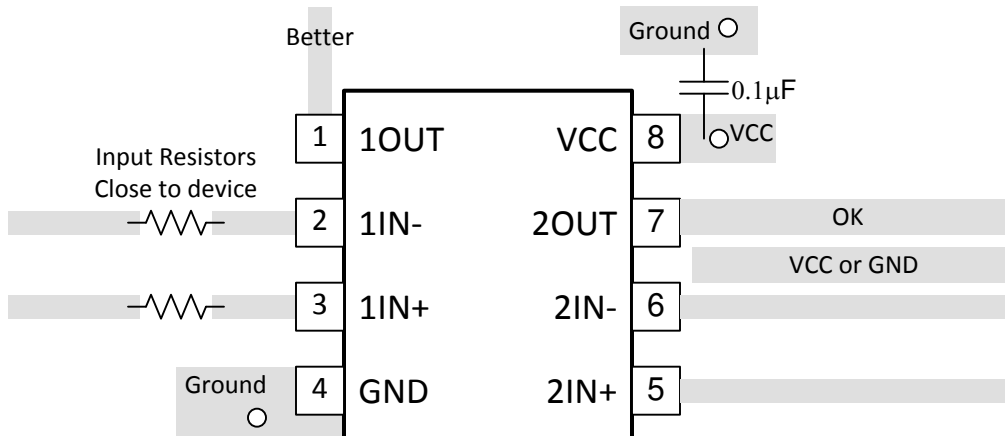 Better
Ground
0.1μF
1 1OUT VCC 8 VCC
Input Resistors
Close to device
2 1IN- 2OUT 7 OK
VCC or GND
3 1IN+ 2IN- 6
Ground
4 GND 2IN+ 5